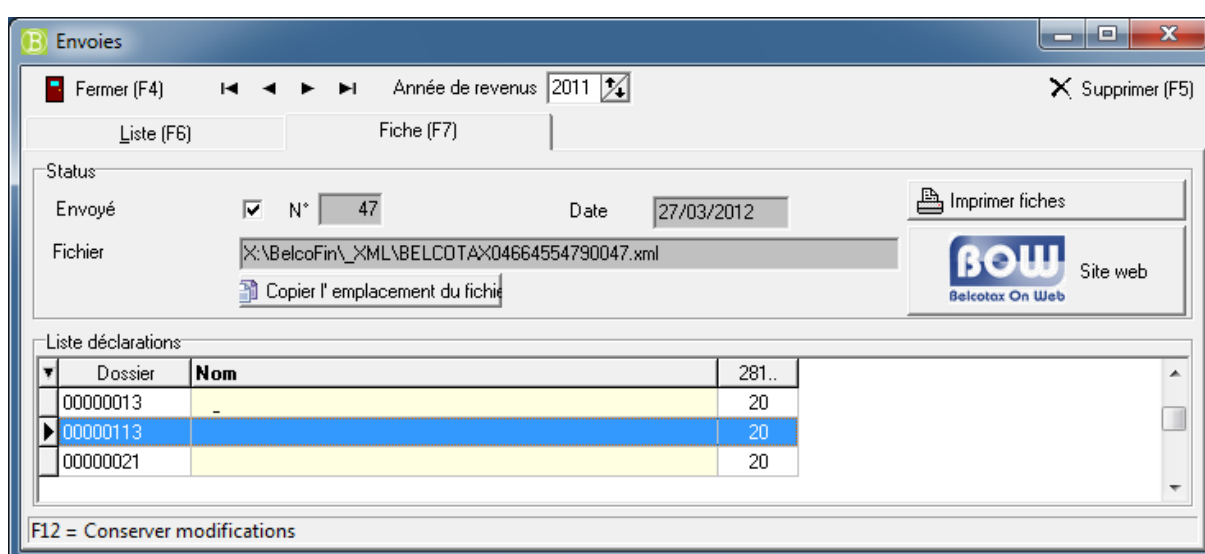 Envoies
Fermer (F4) Année de revenus 2011 Supprimer (F5)
Liste (F6) Fiche (F7)
Status
Envoyé N° 47 Date 27/03/2012 Imprimer fiches
Fichier X:\BelcoFin\_XML\BELCOTAX04664554790047.xml
BOW Belcotax On Web Site web
Copier l' emplacement du fichie
Liste déclarations
Dossier Nom 281..
00000013 _ 20
00000113 20
00000021 20
F12 = Conserver modifications